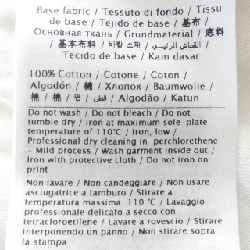 Base fabric / Tessuto di fondo / Tissu
de base / Tejido de base / 基布 /
Основная ткань / Grundmaterial / 底料
/ 基本布料 / 바탕 소재 / القماش الرئيسي /
Tecido de base / Kain dasar
100% Cotton / Cotone / Coton /
Algodón / 棉 / Хлопок / Baumwolle /
棉 / 棉 / 면 / قطن / Algodão / Katun
Do not wash / Do not bleach / Do not
tumble dry / Iron at maximum sole-plate
temperature of 110°C / Iron, low /
Professional dry cleaning in perchlorethene
- Mild process / Wash garment inside out /
Iron with protective cloth / Do not iron on
print
Non lavare / Non candeggiare / Non usare
asciugatrice a tamburo / Stirare a
temperatura massima 110 °C / Lavaggio
professionale delicato a secco con
tetracloroetilene / Lavare a rovescio / Stirare
interponendo un panno / Non stirare sopra
la stampa